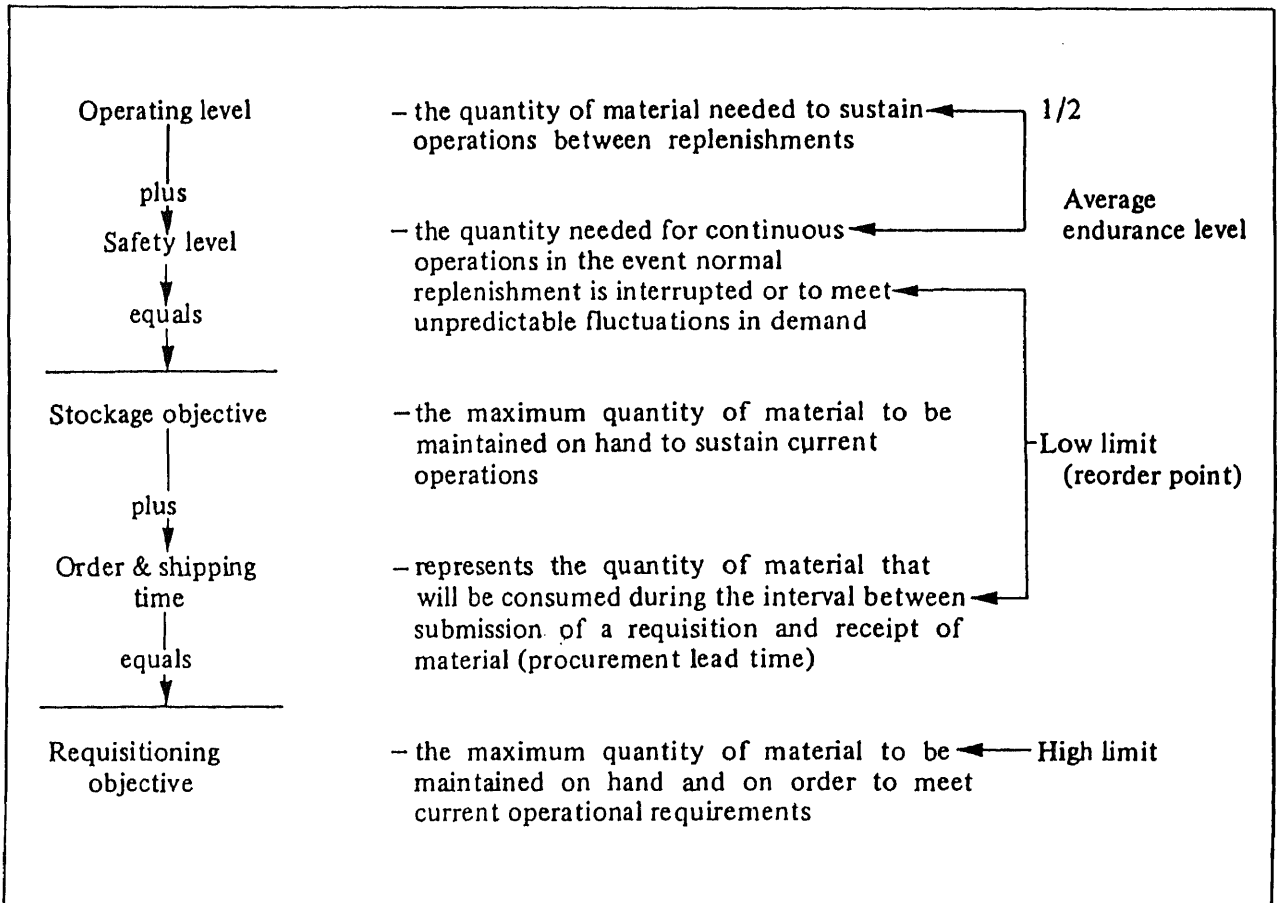 Operating level
– the quantity of material needed to sustain
operations between replenishments
1/2
plus
Average
endurance level
Safety level
– the quantity needed for continuous
operations in the event normal
replenishment is interrupted or to meet
unpredictable fluctuations in demand
equals
Stockage objective
– the maximum quantity of material to be
maintained on hand to sustain current
operations
Low limit
(reorder point)
plus
Order & shipping
time
– represents the quantity of material that
will be consumed during the interval between
submission of a requisition and receipt of
material (procurement lead time)
equals
Requisitioning
objective
– the maximum quantity of material to be
maintained on hand and on order to meet
current operational requirements
High limit